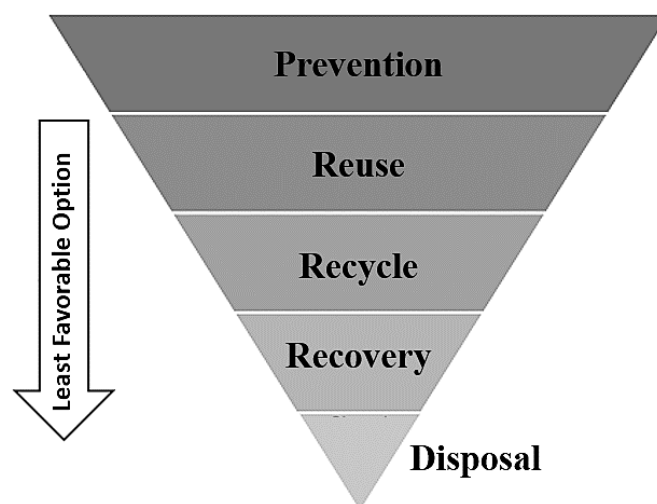 Prevention
Reuse
Recycle
Recovery
Disposal
Least Favorable Option